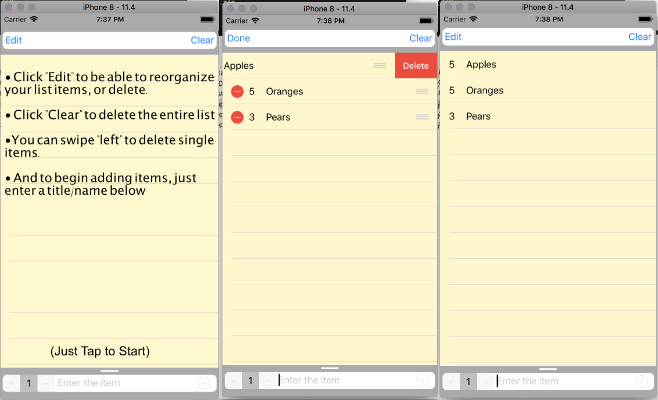 iPhone 8 - 11.4
Carrier
7:37 PM
Edit
Clear
• Click "Edit" to be able to reorganize
your list items, or delete.
• Click "Clear" to delete the entire list
•You can swipe "left" to delete single
items.
• And to begin adding items, just
enter a title/name below
(Just Tap to Start)
+ 1 − Enter the item
iPhone 8 - 11.4
Carrier
7:38 PM
Done
Clear
Apples
Delete
5 Oranges
3 Pears
+ 1 − Enter the item
iPhone 8 - 11.4
Carrier
7:38 PM
Edit
Clear
5 Apples
5 Oranges
3 Pears
+ 1 − Enter the item